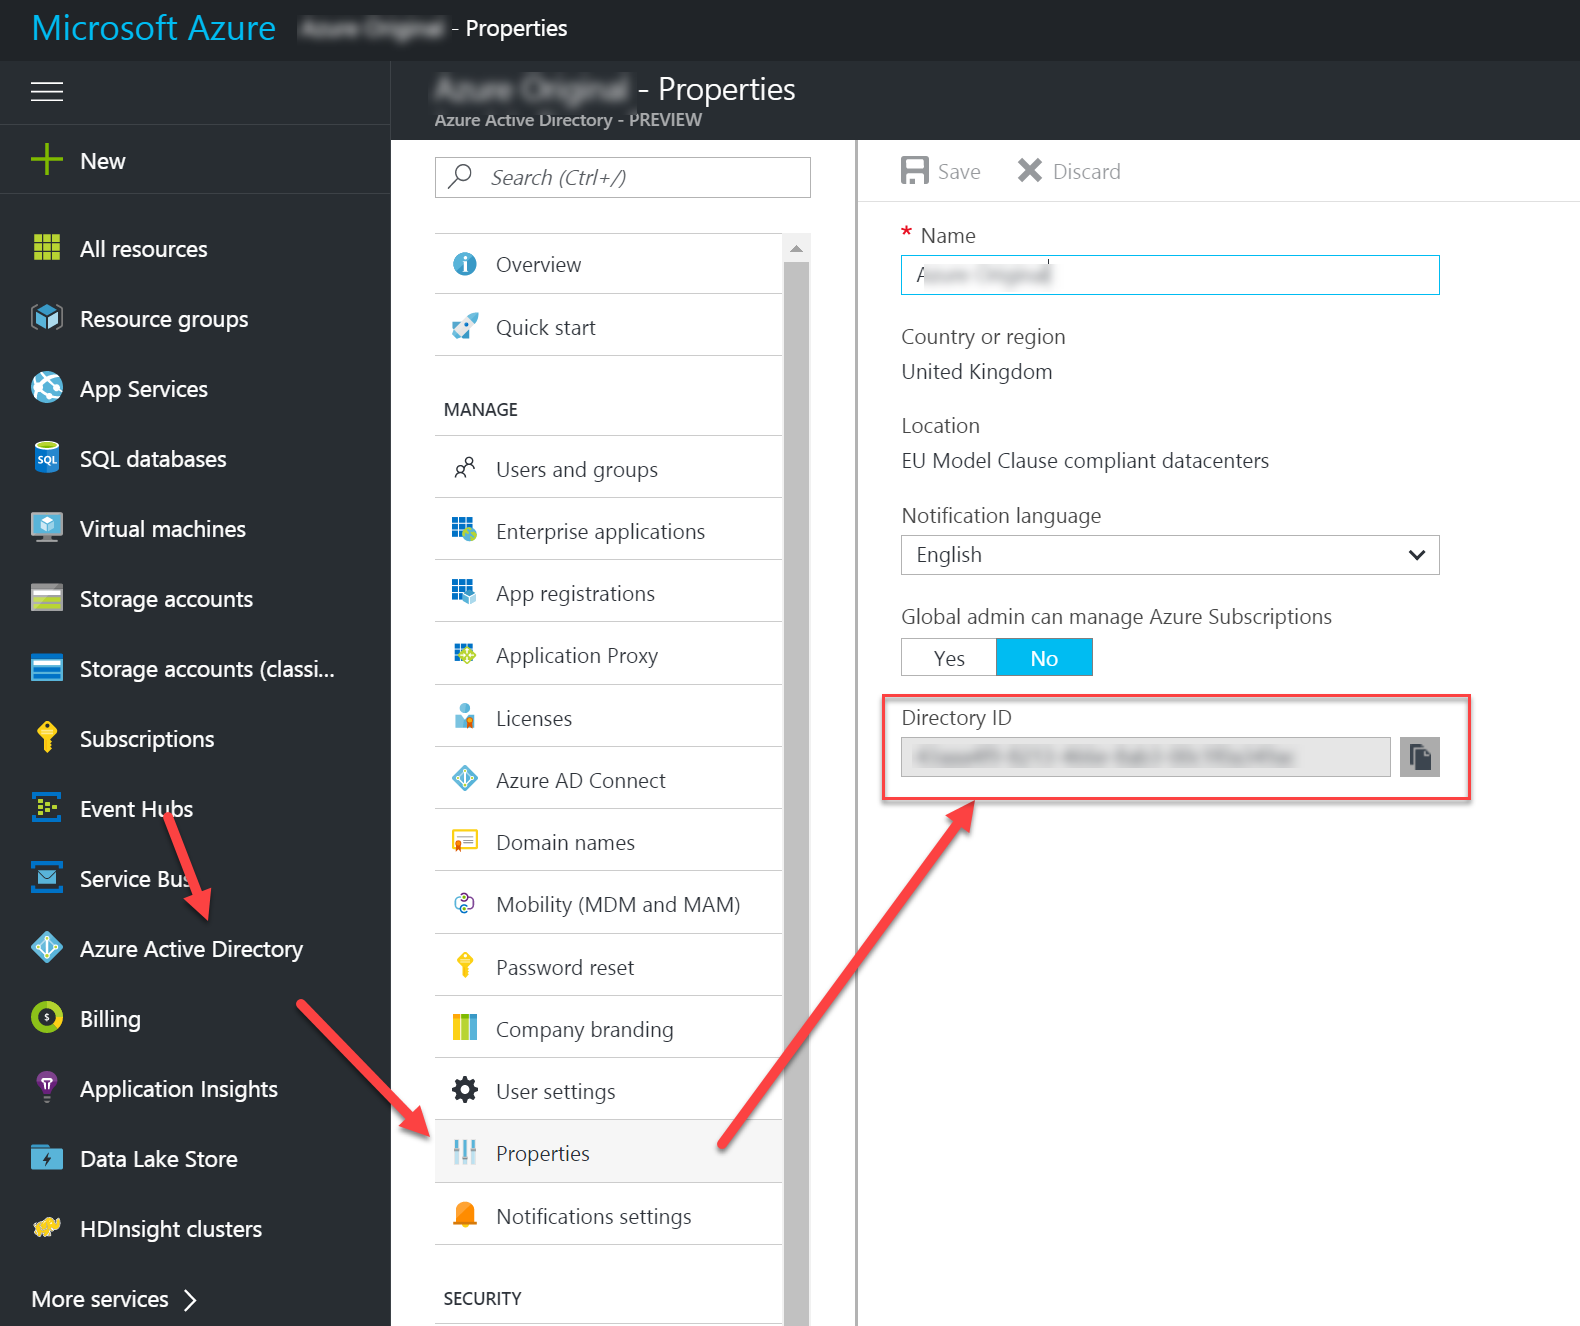 Microsoft Azure - Properties
- Properties
Azure Active Directory - PREVIEW
New
All resources
Resource groups
App Services
SQL
SQL databases
Virtual machines
Storage accounts
Storage accounts (classi...
Subscriptions
Event Hubs
Service Bus
Azure Active Directory
Billing
Application Insights
Data Lake Store
HDInsight clusters
More services
Search (Ctrl+/)
Overview
Quick start
MANAGE
Users and groups
Enterprise applications
App registrations
Application Proxy
Licenses
Azure AD Connect
Domain names
Mobility (MDM and MAM)
Password reset
Company branding
User settings
Properties
Notifications settings
SECURITY
Save Discard
* Name
Country or region
United Kingdom
Location
EU Model Clause compliant datacenters
Notification language
English
Global admin can manage Azure Subscriptions
Yes No
Directory ID